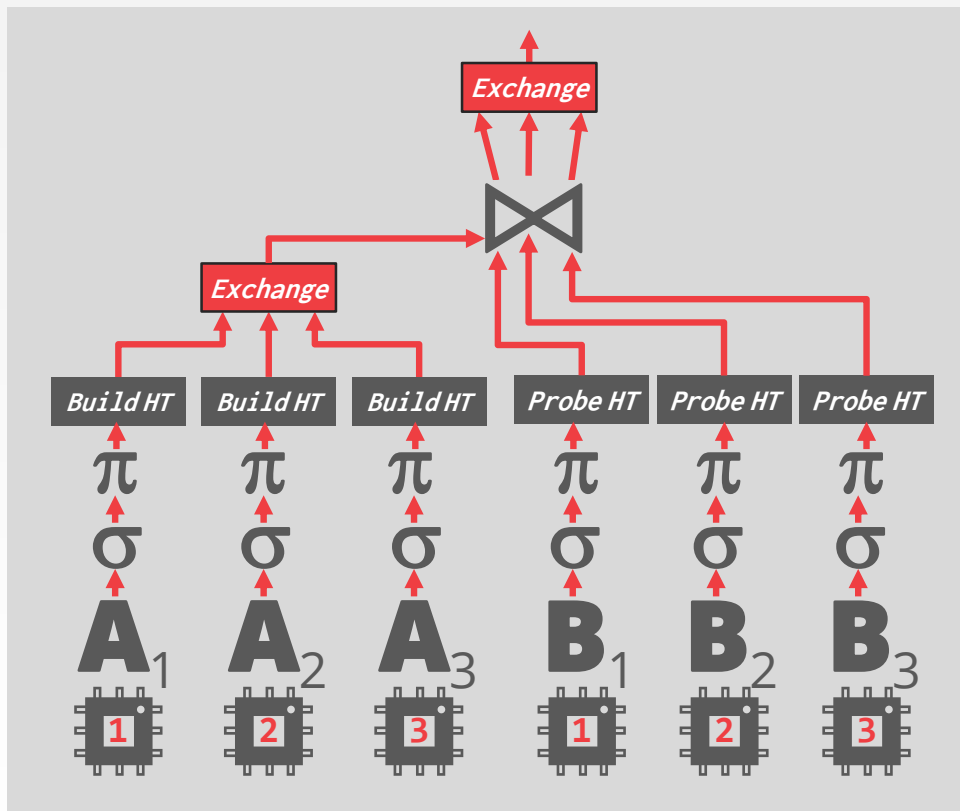 Exchange
Exchange
Build HT Build HT Build HT Probe HT Probe HT Probe HT
π π π π π π
σ σ σ σ σ σ
A1 A2 A3 B1 B2 B3
1 2 3 1 2 3